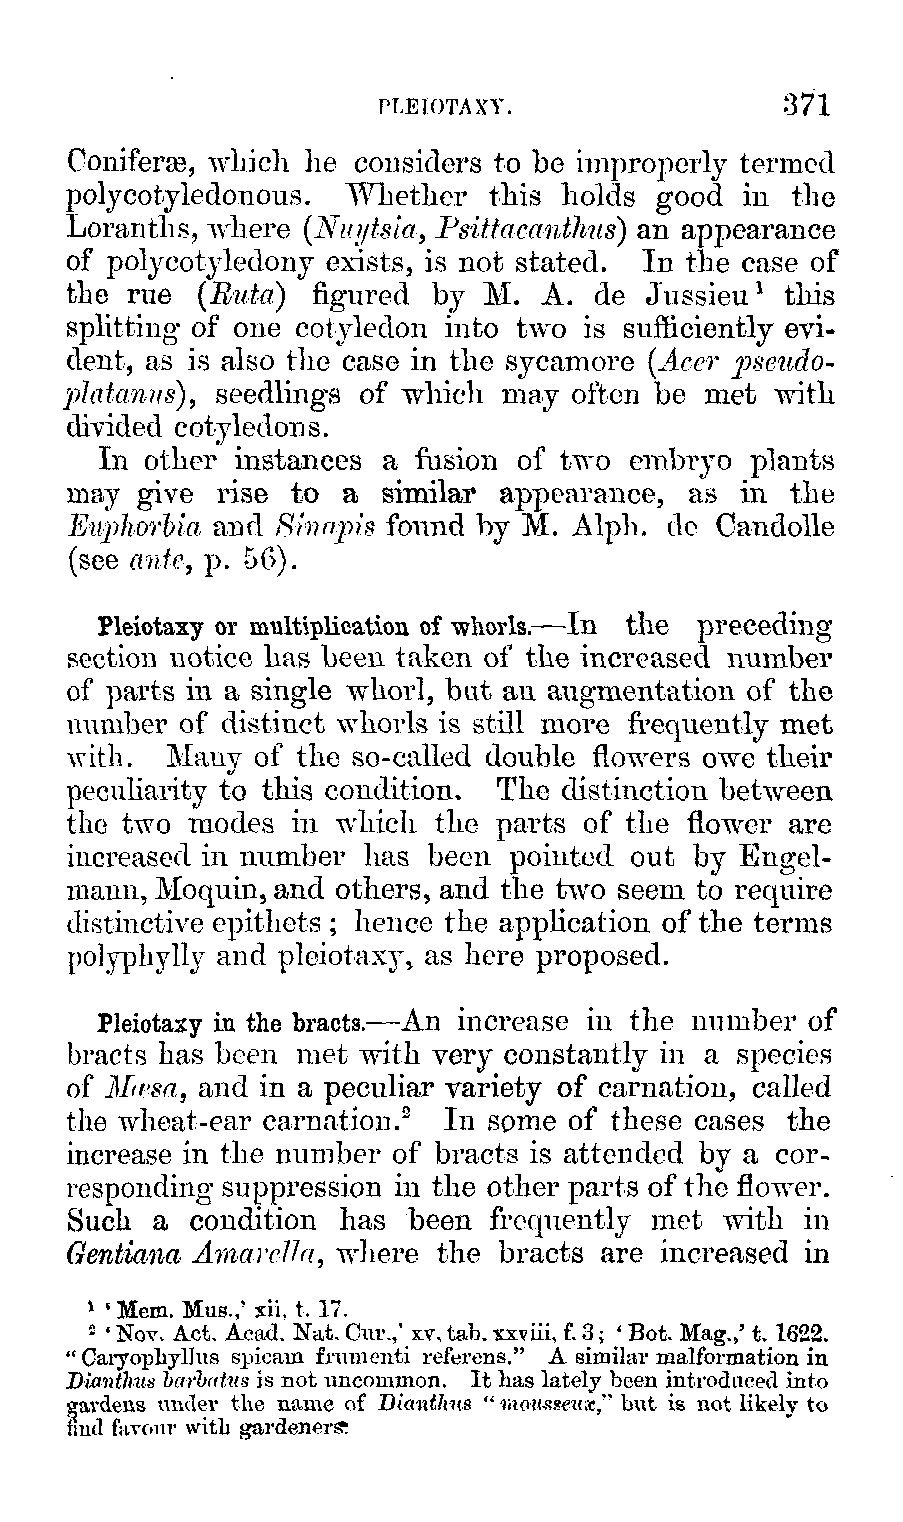 PLEIOTAXY. 371
Coniferæ, which he considers to be improperly termed
polycotyledonous. Whether this holds good in the
Loranths, where (Nuytsia, Psittacanthus) an appearance
of polycotyledony exists, is not stated. In the case of
the rue (Ruta) figured by M. A. de Jussieu¹ this
splitting of one cotyledon into two is sufficiently evi-
dent, as is also the case in the sycamore (Acer pseudo-
platanus), seedlings of which may often be met with
divided cotyledons.
In other instances a fusion of two embryo plants
may give rise to a similar appearance, as in the
Euphorbia and Sinapis found by M. Alph. de Candolle
(see ante, p. 56).
Pleiotaxy or multiplication of whorls.—In the preceding
section notice has been taken of the increased number
of parts in a single whorl, but an augmentation of the
number of distinct whorls is still more frequently met
with. Many of the so-called double flowers owe their
peculiarity to this condition. The distinction between
the two modes in which the parts of the flower are
increased in number has been pointed out by Engel-
mann, Moquin, and others, and the two seem to require
distinctive epithets ; hence the application of the terms
polyphylly and pleiotaxy, as here proposed.
Pleiotaxy in the bracts.—An increase in the number of
bracts has been met with very constantly in a species
of Mæsa, and in a peculiar variety of carnation, called
the wheat-ear carnation.² In some of these cases the
increase in the number of bracts is attended by a cor-
responding suppression in the other parts of the flower.
Such a condition has been frequently met with in
Gentiana Amarella, where the bracts are increased in
¹ 'Mem. Mus.,' xii, t. 17.
² 'Nov. Act. Acad. Nat. Cur.,' xv, tab. xxviii, f. 3 ; 'Bot. Mag.,' t. 1622.
"Caryophyllus spicam frumenti referens." A similar malformation in
Dianthus barbatus is not uncommon. It has lately been introduced into
gardens under the name of Dianthus "mousseux," but is not likely to
find favour with gardeners.